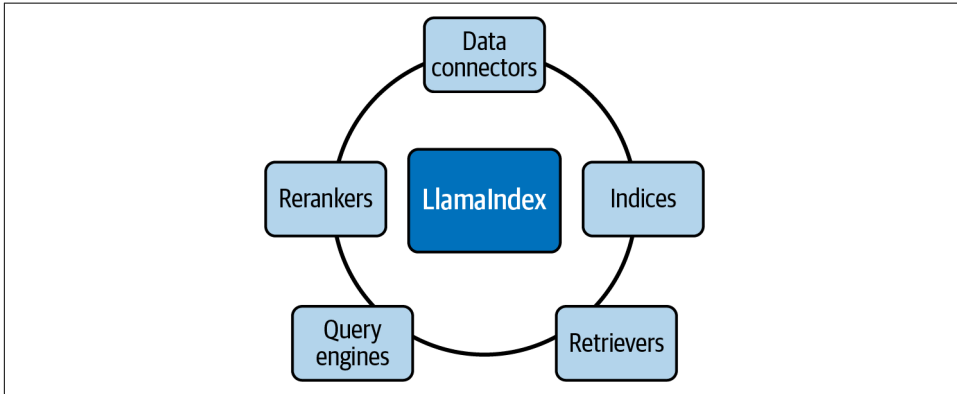 Data
connectors
Rerankers
LlamaIndex
Indices
Query
engines
Retrievers